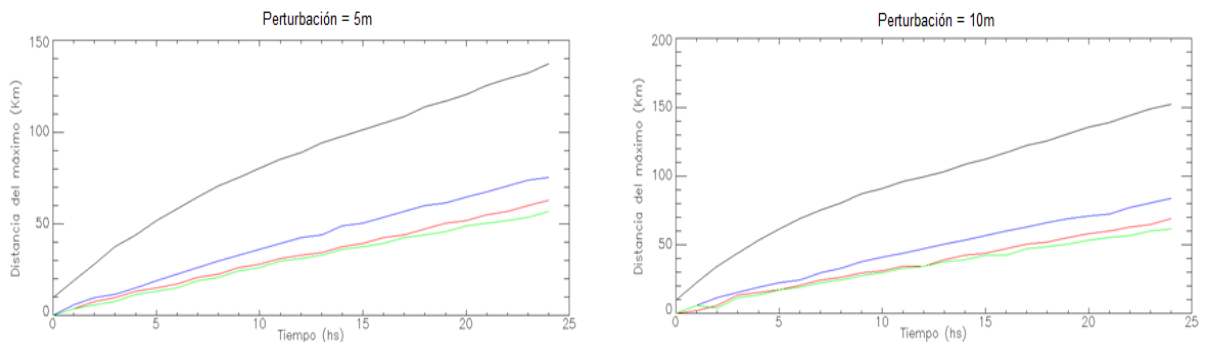 Perturbación = 5m
Distancia del máximo (Km)
150
100
50
0
0 5 10 15 20 25
Tiempo (hs)
Perturbación = 10m
Distancia del máximo (Km)
200
150
100
50
0
0 5 10 15 20 25
Tiempo (hs)